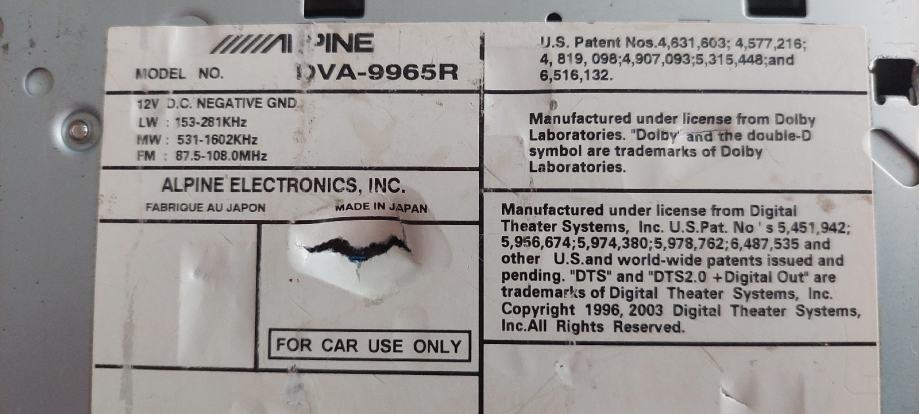 ALPINE
MODEL NO. DVA-9965R
12V D.C. NEGATIVE GND
LW : 153-281KHz
MW : 531-1602KHz
FM : 87.5-108.0MHz
ALPINE ELECTRONICS, INC.
FABRIQUE AU JAPON MADE IN JAPAN
FOR CAR USE ONLY
U.S. Patent Nos.4,631,603; 4,577,216;
4, 819, 098;4,907,093;5,315,448;and
6,516,132.
Manufactured under license from Dolby
Laboratories. "Dolby" and the double-D
symbol are trademarks of Dolby
Laboratories.
Manufactured under license from Digital
Theater Systems, Inc. U.S.Pat. No ' s 5,451,942;
5,956,674;5,974,380;5,978,762;6,487,535 and
other U.S.and world-wide patents issued and
pending. "DTS" and "DTS2.0 +Digital Out" are
trademarks of Digital Theater Systems, Inc.
Copyright 1996, 2003 Digital Theater Systems,
Inc.All Rights Reserved.